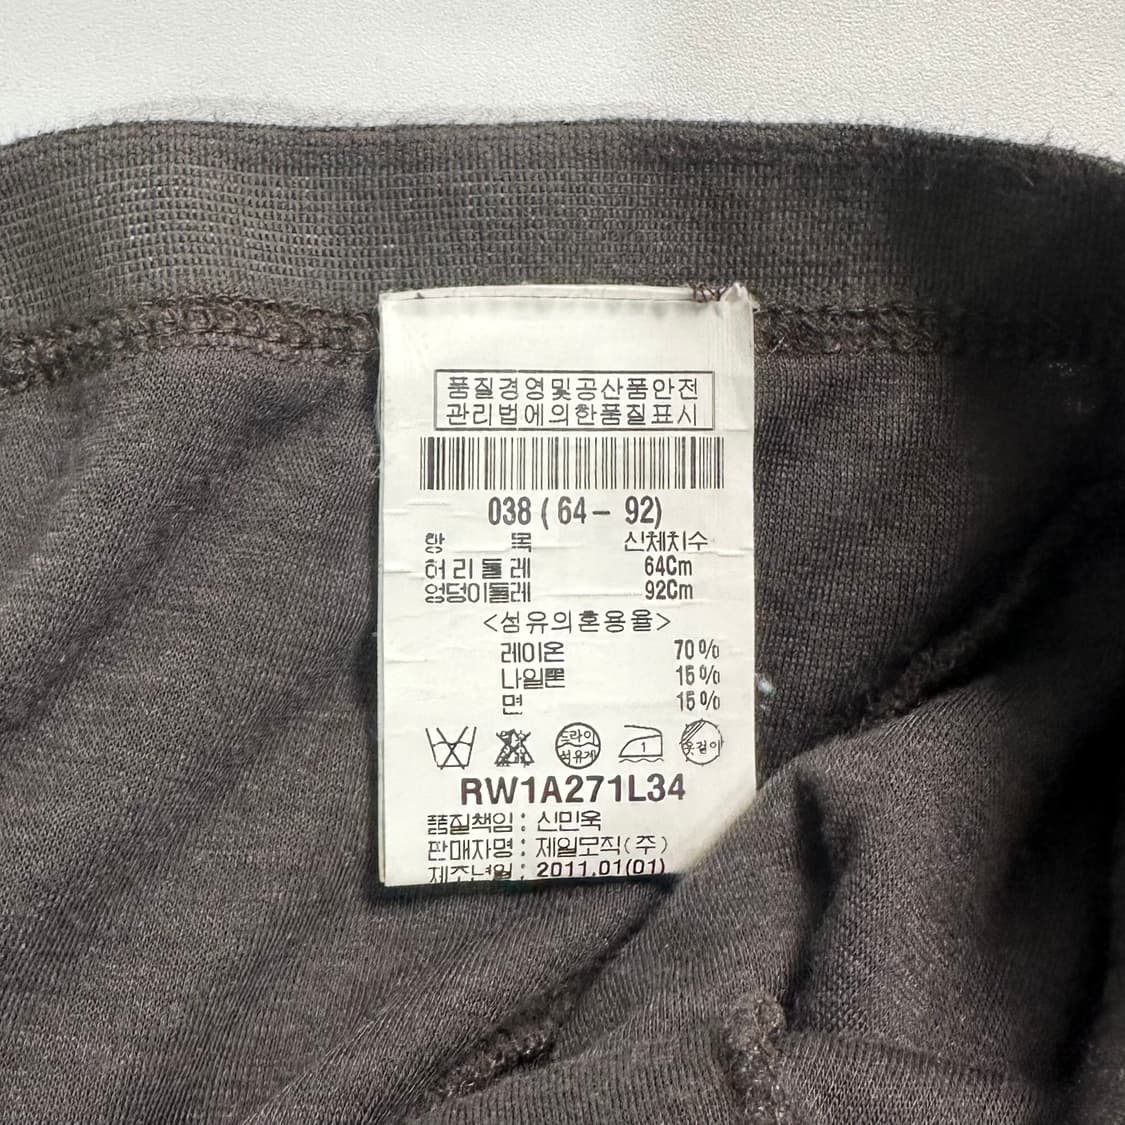 품질경영및공산품안전
관리법에의한품질표시
038 ( 64 - 92)
항 목 신체치수
허리둘레 64Cm
엉덩이둘레 92Cm
<섬유의혼용율>
레이온 70%
나일론 15%
면 15%
드라이
석유계
1
옷걸이
RW1A271L34
품질책임 : 신민욱
판매자명 : 제일모직(주)
제조년월 : 2011.01(01)